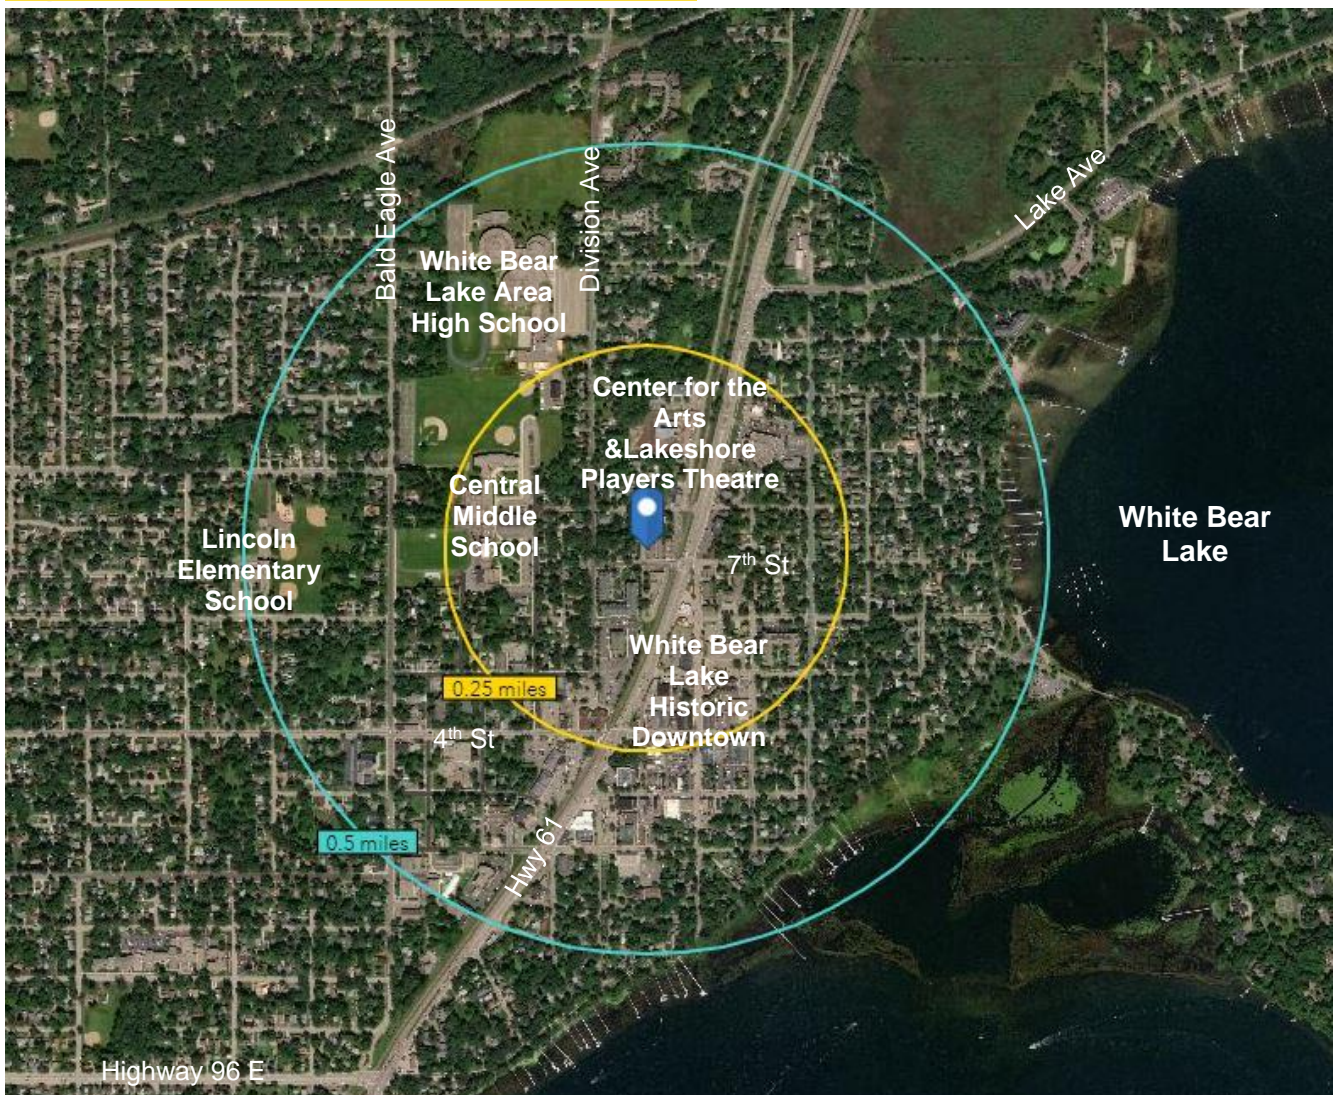 Bald Eagle Ave
Division Ave
Lake Ave
White Bear
Lake Area
High School
Center for the
Arts
&Lakeshore
Players Theatre
Central
Middle
School
Lincoln
Elementary
School
White Bear
Lake
7th St
White Bear
Lake
Historic
Downtown
0.25 miles
4th St
0.5 miles
Hwy 61
Highway 96 E